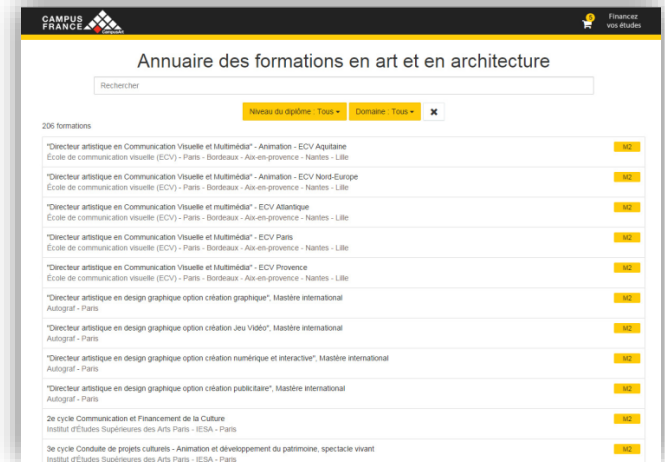 CAMPUS
FRANCE
CampusArt
5
Financez
vos études
Annuaire des formations en art et en architecture
Rechercher
Niveau du diplôme : Tous
Domaine : Tous
206 formations
"Directeur artistique en Communication Visuelle et Multimédia" - Animation - ECV Aquitaine
M2
École de communication visuelle (ECV) - Paris - Bordeaux - Aix-en-provence - Nantes - Lille
"Directeur artistique en Communication Visuelle et Multimédia" - Animation - ECV Nord-Europe
M2
École de communication visuelle (ECV) - Paris - Bordeaux - Aix-en-provence - Nantes - Lille
"Directeur artistique en Communication Visuelle et multimédia" - ECV Atlantique
M2
École de communication visuelle (ECV) - Paris - Bordeaux - Aix-en-provence - Nantes - Lille
"Directeur artistique en Communication Visuelle et Multimédia" - ECV Paris
M2
École de communication visuelle (ECV) - Paris - Bordeaux - Aix-en-provence - Nantes - Lille
"Directeur artistique en Communication Visuelle et Multimédia" - ECV Provence
M2
École de communication visuelle (ECV) - Paris - Bordeaux - Aix-en-provence - Nantes - Lille
"Directeur artistique en design graphique option création graphique", Mastère international
M2
Autograf - Paris
"Directeur artistique en design graphique option création Jeu Vidéo", Mastère international
M2
Autograf - Paris
"Directeur artistique en design graphique option création numérique et interactive", Mastère international
M2
Autograf - Paris
"Directeur artistique en design graphique option création publicitaire", Mastère international
M2
Autograf - Paris
2e cycle Communication et Financement de la Culture
M2
Institut d'Études Supérieures des Arts Paris - IESA - Paris
3e cycle Conduite de projets culturels - Animation et développement du patrimoine, spectacle vivant
M2
Institut d'Études Supérieures des Arts Paris - IESA - Paris